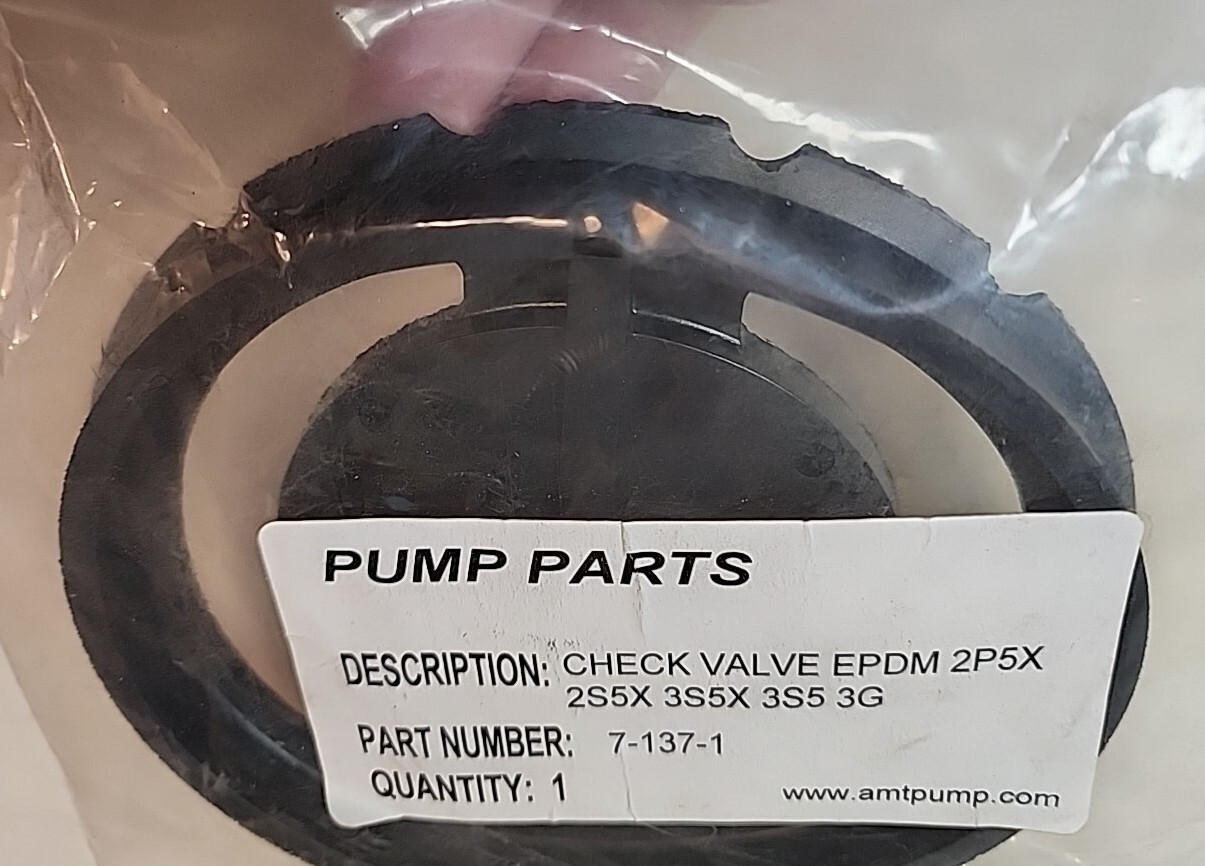 PUMP PARTS
DESCRIPTION: CHECK VALVE EPDM 2P5X
2S5X 3S5X 3S5 3G
PART NUMBER: 7-137-1
QUANTITY: 1
www.amtpump.com